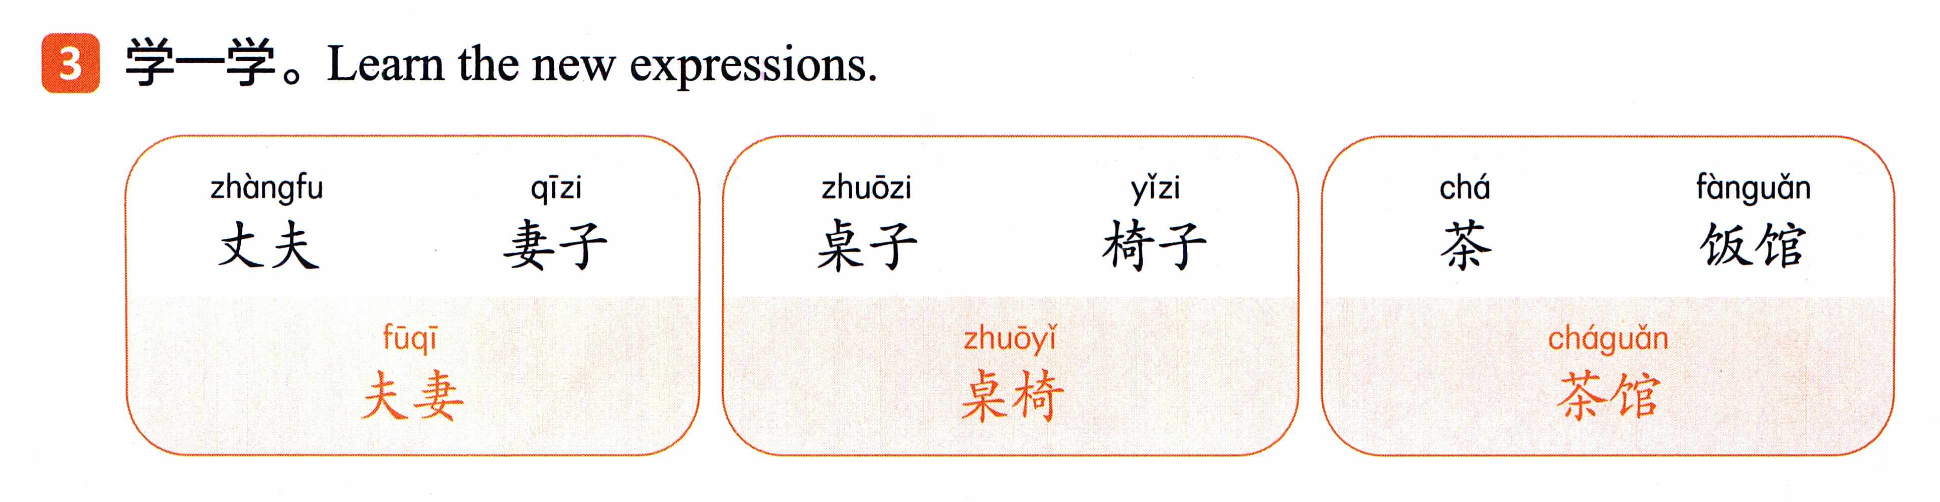 3 学一学。Learn the new expressions.
zhàngfu qīzi
丈夫 妻子
fūqī
夫妻
zhuōzi yǐzi
桌子 椅子
zhuōyǐ
桌椅
chá fànguǎn
茶 饭馆
cháguǎn
茶馆